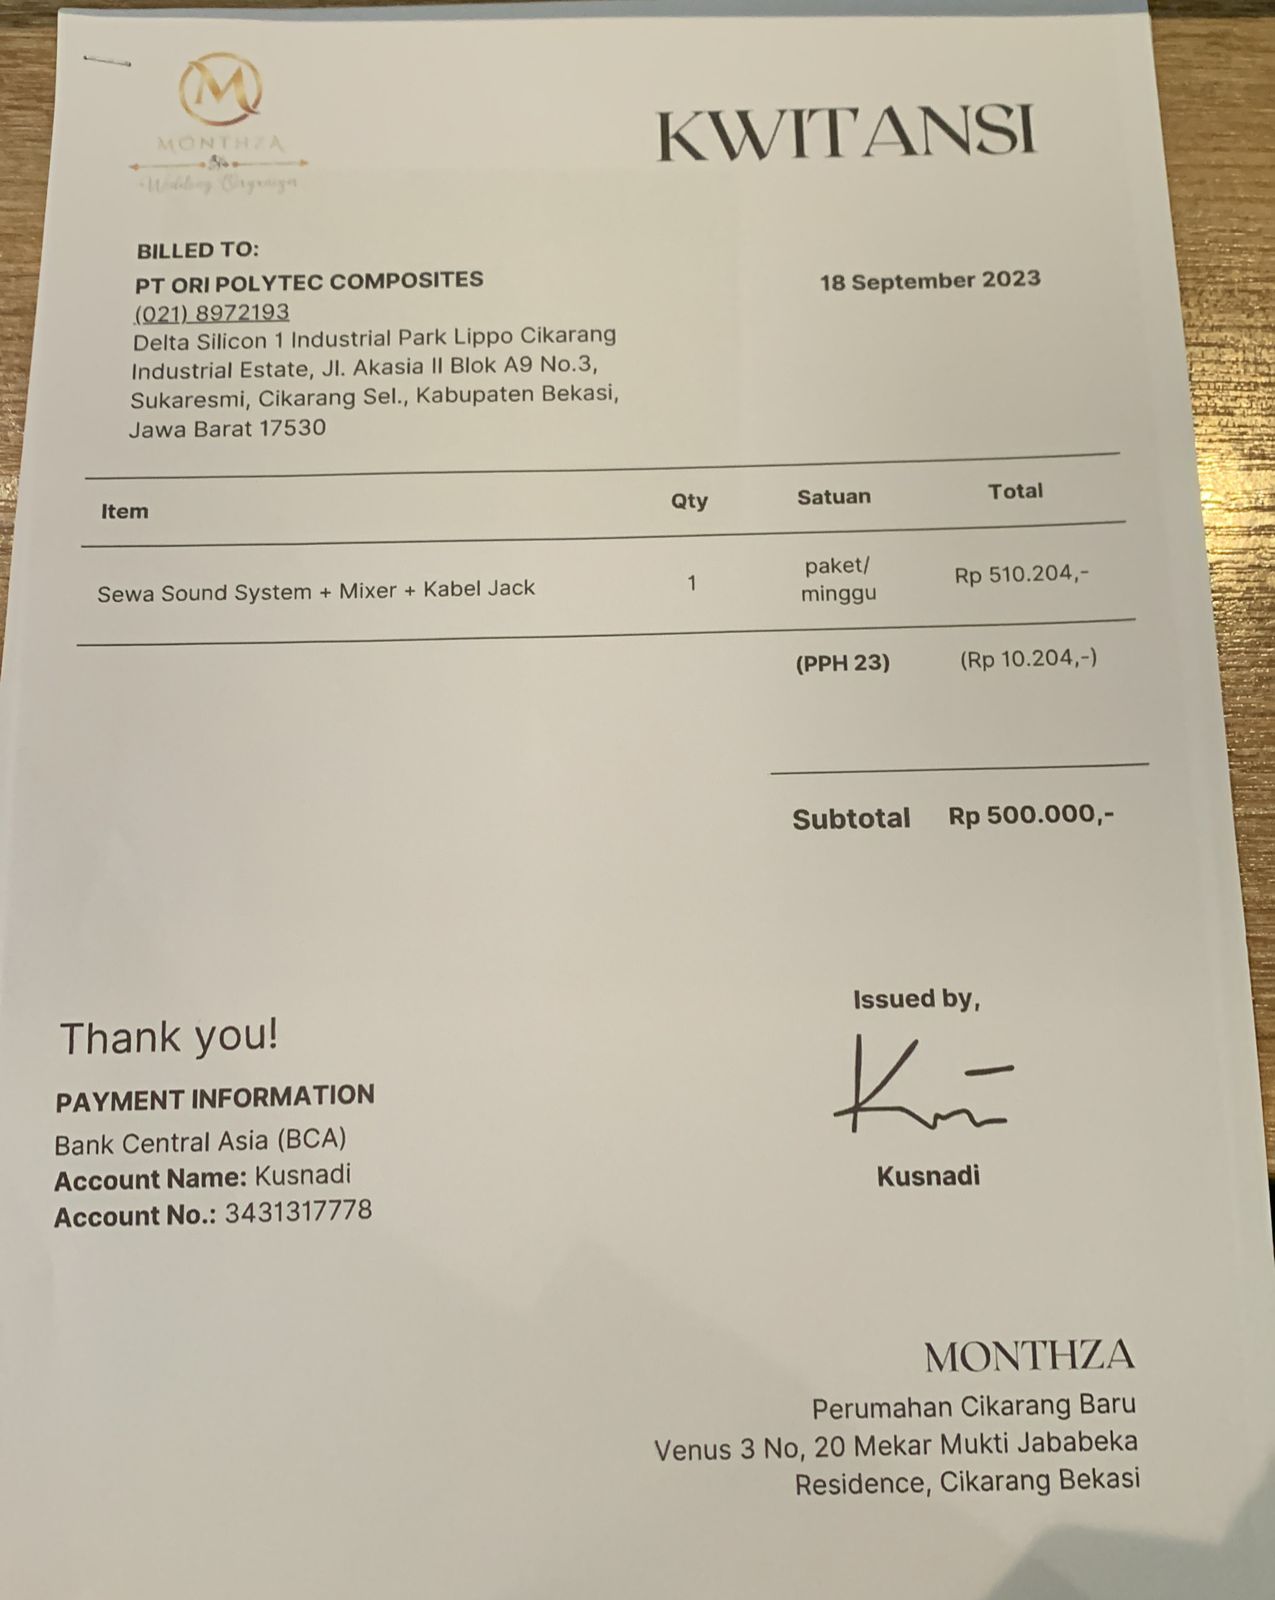 M
MONTHZA
Wedding Organizer
KWITANSI
BILLED TO:
PT ORI POLYTEC COMPOSITES
(021) 8972193
Delta Silicon 1 Industrial Park Lippo Cikarang
Industrial Estate, Jl. Akasia II Blok A9 No.3,
Sukaresmi, Cikarang Sel., Kabupaten Bekasi,
Jawa Barat 17530
18 September 2023
Item Qty Satuan Total
Sewa Sound System + Mixer + Kabel Jack 1 paket/ Rp 510.204,-
minggu
(PPH 23) (Rp 10.204,-)
Subtotal Rp 500.000,-
Thank you!
PAYMENT INFORMATION
Bank Central Asia (BCA)
Account Name: Kusnadi
Account No.: 3431317778
Issued by,
Kusnadi
MONTHZA
Perumahan Cikarang Baru
Venus 3 No, 20 Mekar Mukti Jababeka
Residence, Cikarang Bekasi